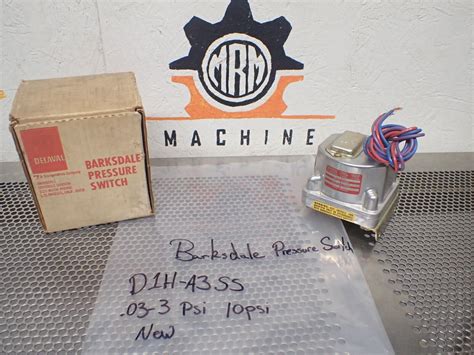 MRM
MACHINE
DELAVAL
BARKSDALE
PRESSURE
SWITCH
Barksdale Pressure Switch
D1H-A3SS
.03-3 Psi 10psi
New